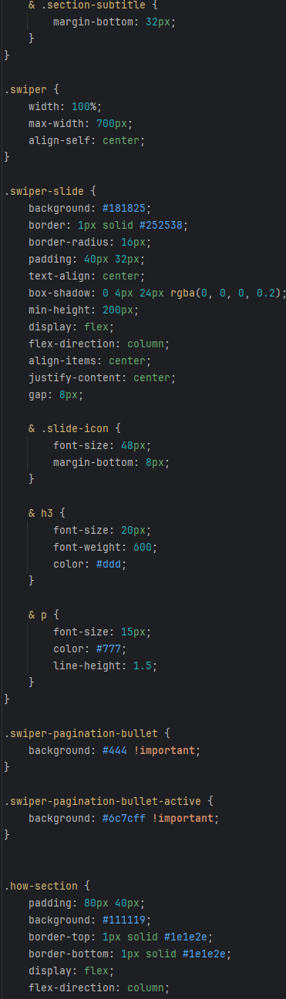 & .section-subtitle {
        margin-bottom: 32px;
    }
}

.swiper {
    width: 100%;
    max-width: 700px;
    align-self: center;
}

.swiper-slide {
    background: #181825;
    border: 1px solid #252538;
    border-radius: 16px;
    padding: 40px 32px;
    text-align: center;
    box-shadow: 0 4px 24px rgba(0, 0, 0, 0.2);
    min-height: 200px;
    display: flex;
    flex-direction: column;
    align-items: center;
    justify-content: center;
    gap: 8px;

    & .slide-icon {
        font-size: 48px;
        margin-bottom: 8px;
    }

    & h3 {
        font-size: 20px;
        font-weight: 600;
        color: #ddd;
    }

    & p {
        font-size: 15px;
        color: #777;
        line-height: 1.5;
    }
}

.swiper-pagination-bullet {
    background: #444 !important;
}

.swiper-pagination-bullet-active {
    background: #6c7cff !important;
}


.how-section {
    padding: 80px 40px;
    background: #111119;
    border-top: 1px solid #1e1e2e;
    border-bottom: 1px solid #1e1e2e;
    display: flex;
    flex-direction: column;